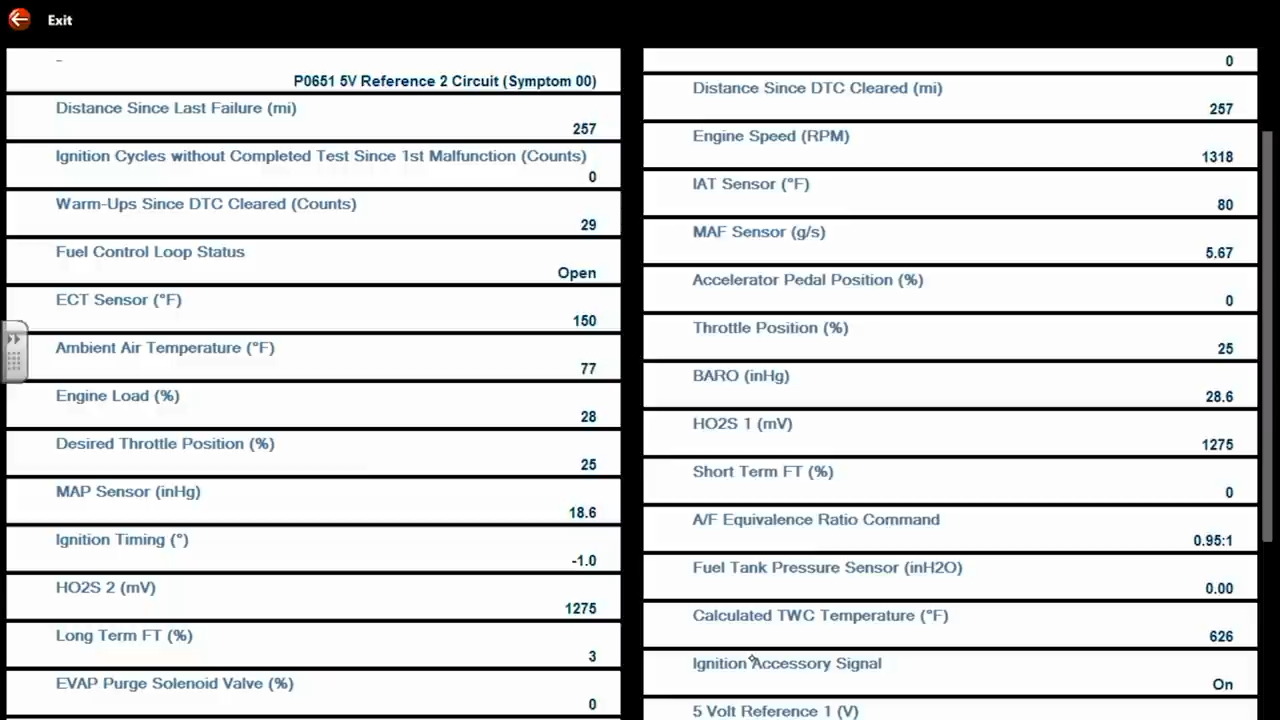 Exit
-
P0651 5V Reference 2 Circuit (Symptom 00)
Distance Since Last Failure (mi)
257
Ignition Cycles without Completed Test Since 1st Malfunction (Counts)
0
Warm-Ups Since DTC Cleared (Counts)
29
Fuel Control Loop Status
Open
ECT Sensor (°F)
150
Ambient Air Temperature (°F)
77
Engine Load (%)
28
Desired Throttle Position (%)
25
MAP Sensor (inHg)
18.6
Ignition Timing (°)
-1.0
HO2S 2 (mV)
1275
Long Term FT (%)
3
EVAP Purge Solenoid Valve (%)
0
0
Distance Since DTC Cleared (mi)
257
Engine Speed (RPM)
1318
IAT Sensor (°F)
80
MAF Sensor (g/s)
5.67
Accelerator Pedal Position (%)
0
Throttle Position (%)
25
BARO (inHg)
28.6
HO2S 1 (mV)
1275
Short Term FT (%)
0
A/F Equivalence Ratio Command
0.95:1
Fuel Tank Pressure Sensor (inH2O)
0.00
Calculated TWC Temperature (°F)
626
Ignition Accessory Signal
On
5 Volt Reference 1 (V)